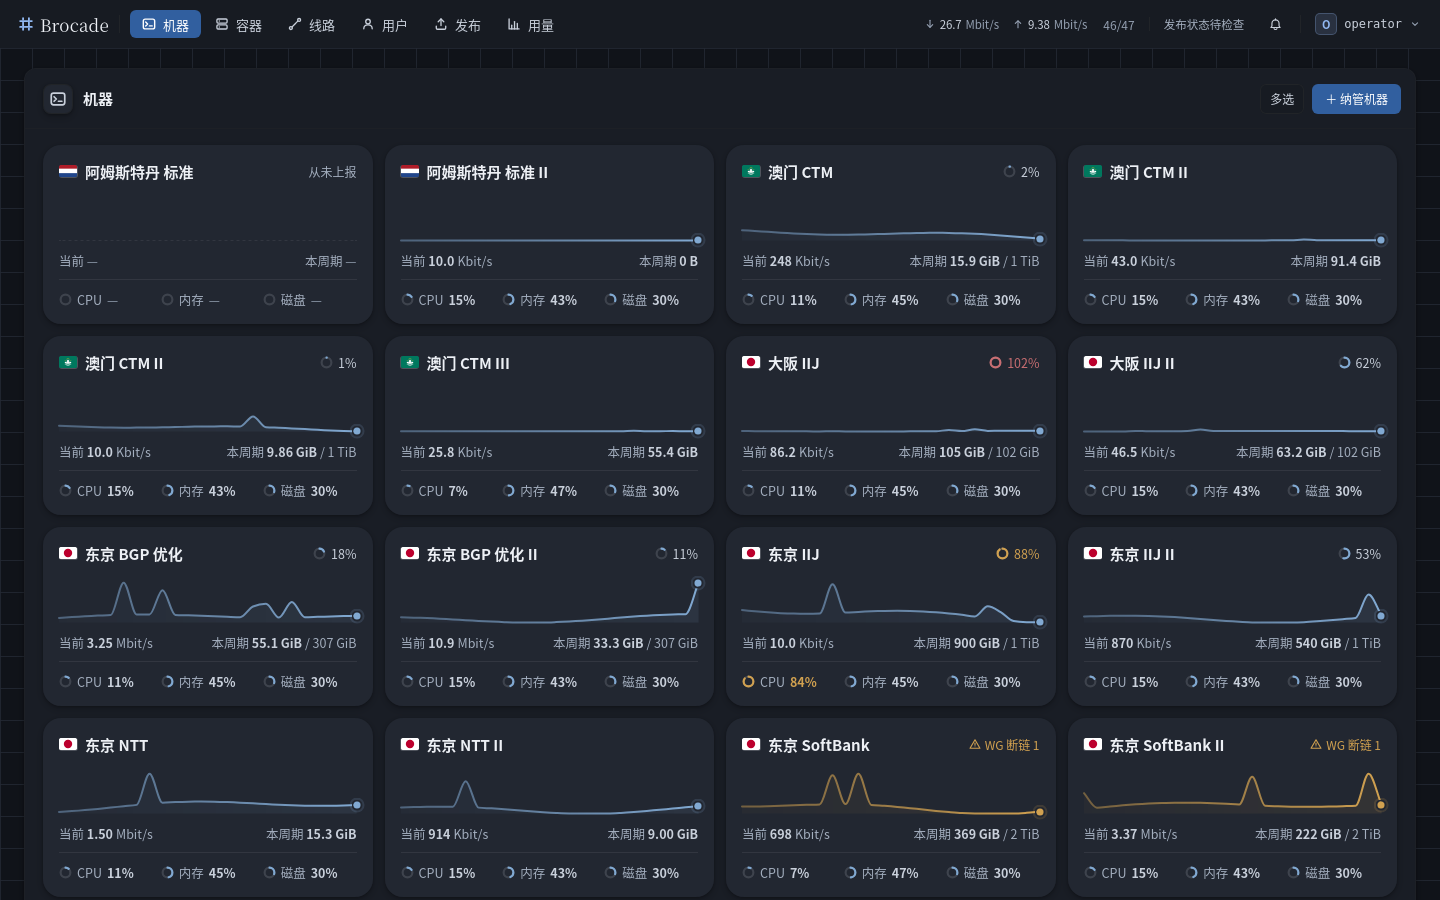 Brocade 机器 容器 线路 用户 发布 用量 26.7 Mbit/s 9.38 Mbit/s 46/47 发布状态待检查 O operator
机器 多选 + 纳管机器
阿姆斯特丹 标准 从未上报
当前 — 本周期 —
CPU — 内存 — 磁盘 —
阿姆斯特丹 标准 II
当前 10.0 Kbit/s 本周期 0 B
CPU 15% 内存 43% 磁盘 30%
澳门 CTM 2%
当前 248 Kbit/s 本周期 15.9 GiB / 1 TiB
CPU 11% 内存 45% 磁盘 30%
澳门 CTM II
当前 43.0 Kbit/s 本周期 91.4 GiB
CPU 15% 内存 43% 磁盘 30%
澳门 CTM II 1%
当前 10.0 Kbit/s 本周期 9.86 GiB / 1 TiB
CPU 15% 内存 43% 磁盘 30%
澳门 CTM III
当前 25.8 Kbit/s 本周期 55.4 GiB
CPU 7% 内存 47% 磁盘 30%
大阪 IIJ 102%
当前 86.2 Kbit/s 本周期 105 GiB / 102 GiB
CPU 11% 内存 45% 磁盘 30%
大阪 IIJ II 62%
当前 46.5 Kbit/s 本周期 63.2 GiB / 102 GiB
CPU 15% 内存 43% 磁盘 30%
东京 BGP 优化 18%
当前 3.25 Mbit/s 本周期 55.1 GiB / 307 GiB
CPU 11% 内存 45% 磁盘 30%
东京 BGP 优化 II 11%
当前 10.9 Mbit/s 本周期 33.3 GiB / 307 GiB
CPU 15% 内存 43% 磁盘 30%
东京 IIJ 88%
当前 10.0 Kbit/s 本周期 900 GiB / 1 TiB
CPU 84% 内存 45% 磁盘 30%
东京 IIJ II 53%
当前 870 Kbit/s 本周期 540 GiB / 1 TiB
CPU 15% 内存 43% 磁盘 30%
东京 NTT
当前 1.50 Mbit/s 本周期 15.3 GiB
CPU 11% 内存 45% 磁盘 30%
东京 NTT II
当前 914 Kbit/s 本周期 9.00 GiB
CPU 15% 内存 43% 磁盘 30%
东京 SoftBank WG 断链 1
当前 698 Kbit/s 本周期 369 GiB / 2 TiB
CPU 7% 内存 47% 磁盘 30%
东京 SoftBank II WG 断链 1
当前 3.37 Mbit/s 本周期 222 GiB / 2 TiB
CPU 15% 内存 43% 磁盘 30%